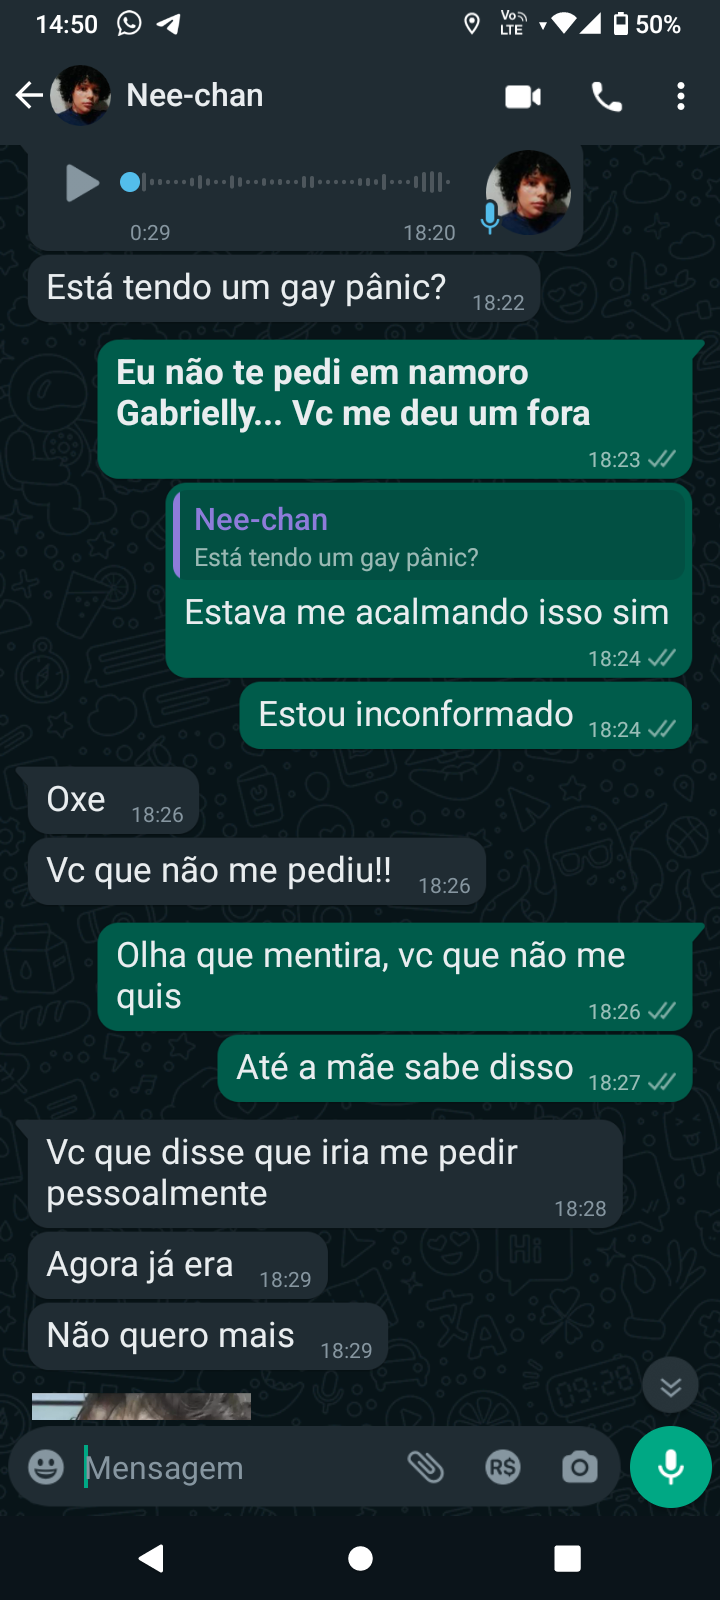 14:50
Vo
LTE
50%
Nee-chan
0:29
18:20
Está tendo um gay pânic?
18:22
Eu não te pedi em namoro
Gabrielly... Vc me deu um fora
18:23
Nee-chan
Está tendo um gay pânic?
Estava me acalmando isso sim
18:24
Estou inconformado
18:24
Oxe
18:26
Vc que não me pediu!!
18:26
Olha que mentira, vc que não me
quis
18:26
Até a mãe sabe disso
18:27
Vc que disse que iria me pedir
pessoalmente
18:28
Agora já era
18:29
Não quero mais
18:29
Mensagem
R$